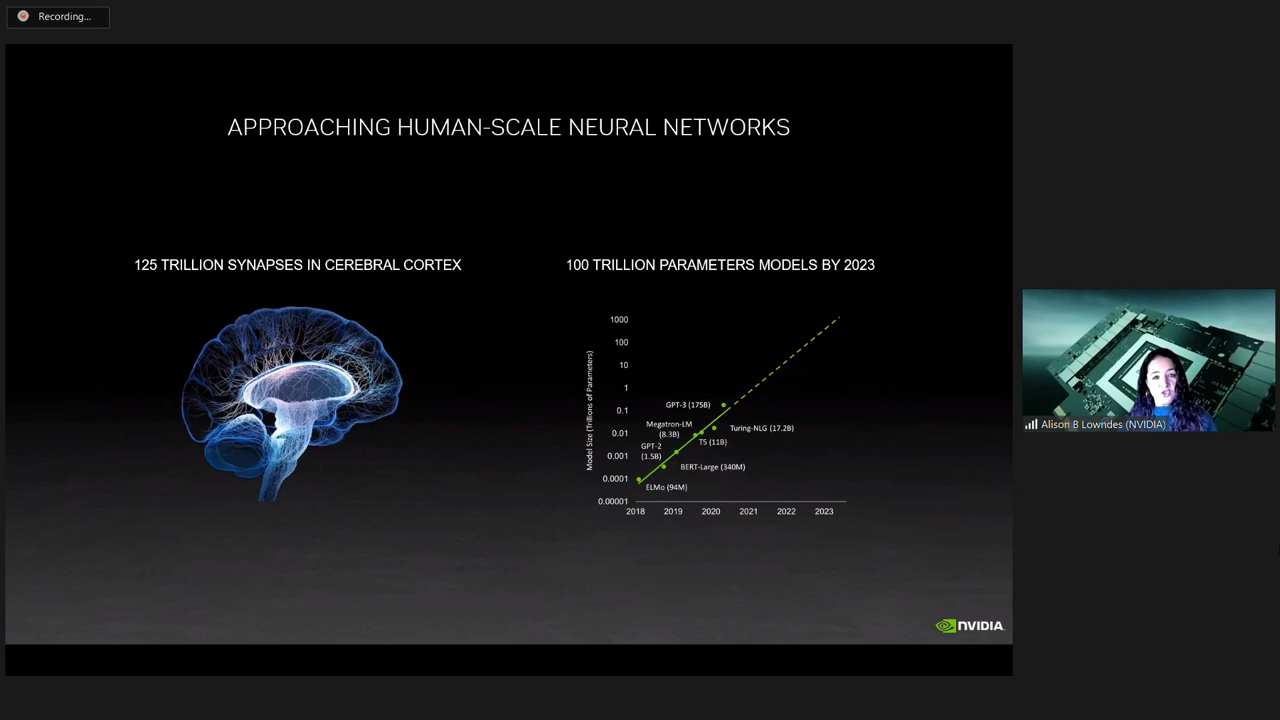 Recording...
APPROACHING HUMAN-SCALE NEURAL NETWORKS
125 TRILLION SYNAPSES IN CEREBRAL CORTEX
100 TRILLION PARAMETERS MODELS BY 2023
Model Size (Trillions of Parameters)
1000
100
10
1
0.1
0.01
0.001
0.0001
0.00001
GPT-3 (175B)
Megatron-LM
(8.3B)
Turing-NLG (17.2B)
T5 (11B)
GPT-2
(1.5B)
BERT-Large (340M)
ELMo (94M)
2018 2019 2020 2021 2022 2023
NVIDIA.
Alison B Lowndes (NVIDIA)